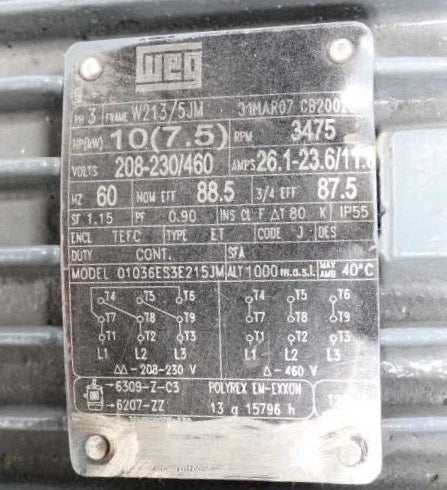 WEG
PH 3 FRAME W213/5JM 31MAR07
HP(kW) 10(7.5) RPM 3475
VOLTS 208-230/460 AMPS 26.1-23.6/11.8
HZ 60 NOM EFF 88.5 3/4 EFF 87.5
SF 1.15 PF 0.90 INS CL F ΔT 80 K IP55
ENCL TEFC TYPE ET CODE J DES
DUTY CONT. SFA
MODEL 01036ES3E215JM ALT 1000 m.a.s.l. MAX AMB 40°C
T4 T5 T6 T4 T5 T6
T7 T8 T9 T7 T8 T9
T1 T2 T3 T1 T2 T3
L1 L2 L3 L1 L2 L3
ΔΔ - 208-230 V Δ - 460 V
→6309-Z-C3 POLYREX EM-EXXON
→6207-ZZ 13 g 15796 h